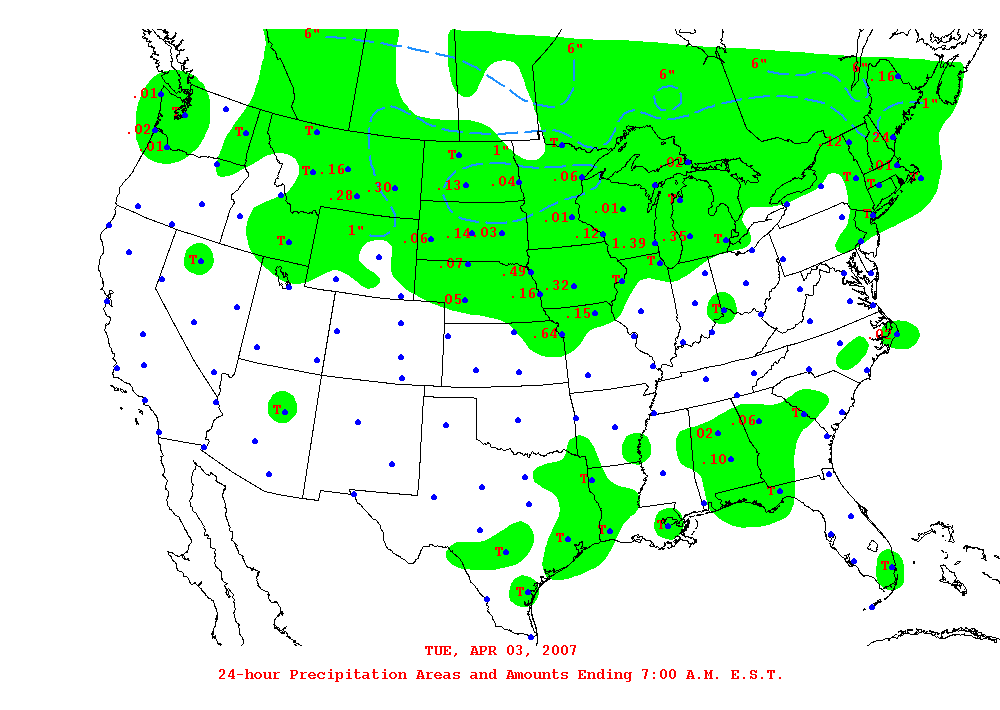 6"
6"
6" 6" 6" .16
.01 1"
T
.02 T T T .12 .24
.01 T 1" .02 .01
T .16 .13 .04 .06 T T T
.28 .30 T
.01 .01 T
1" .06 .14 .03 .12 1.39 .35 T
T
T .07 .49 T
.32 T
.05 .16 T
.15
.64 .02
T T
.06
.02
.10
T T
T T
T T
T
T
TUE, APR 03, 2007
24-hour Precipitation Areas and Amounts Ending 7:00 A.M. E.S.T.